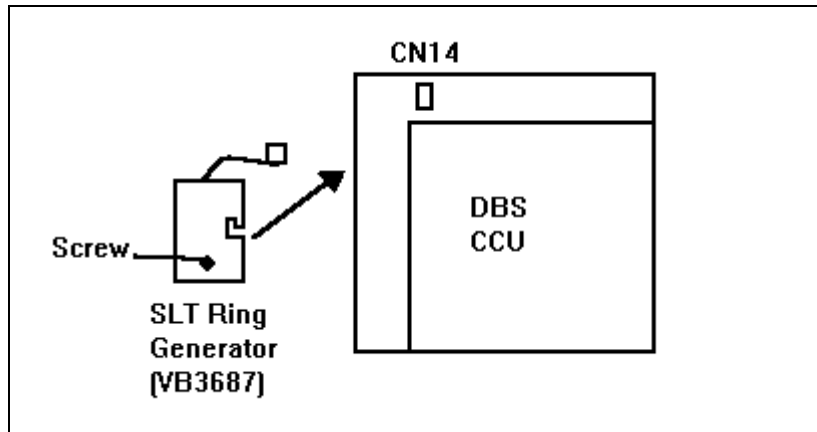 CN14
DBS
CCU
Screw
SLT Ring
Generator
(VB3687)